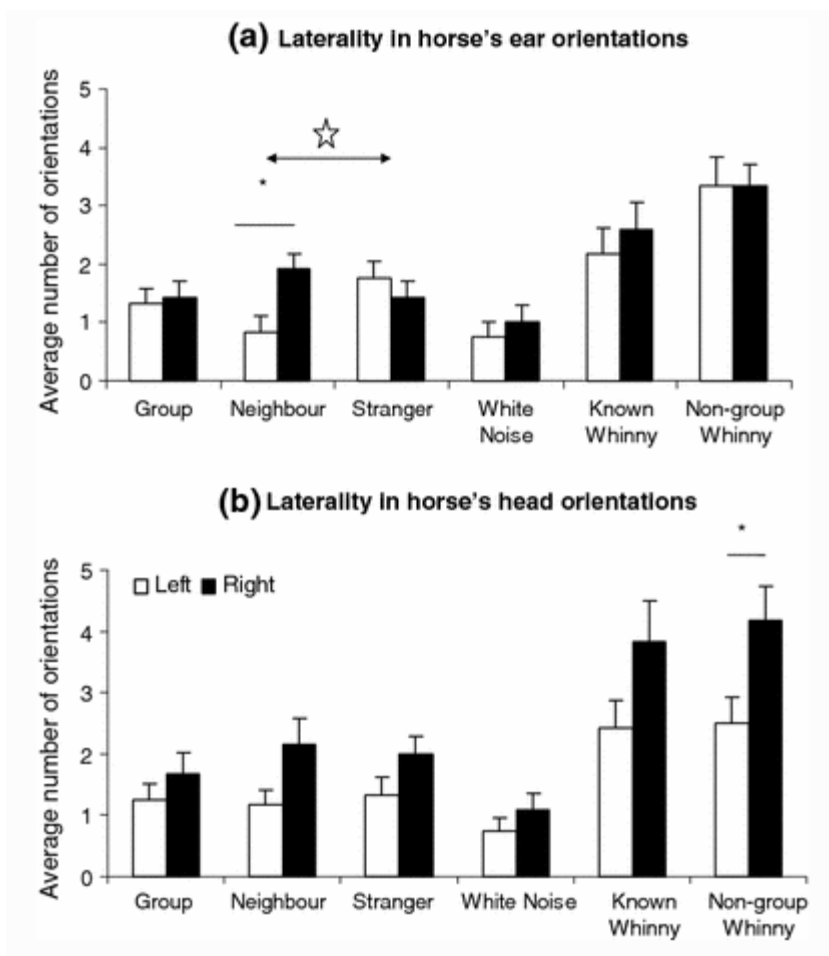 (a) Laterality in horse's ear orientations
Average number of orientations
5
4
3
2
1
0
*
Group
Neighbour
Stranger
White
Noise
Known
Whinny
Non-group
Whinny
(b) Laterality in horse's head orientations
*
Average number of orientations
5
4
3
2
1
0
Left Right
Group
Neighbour
Stranger
White Noise
Known
Whinny
Non-group
Whinny